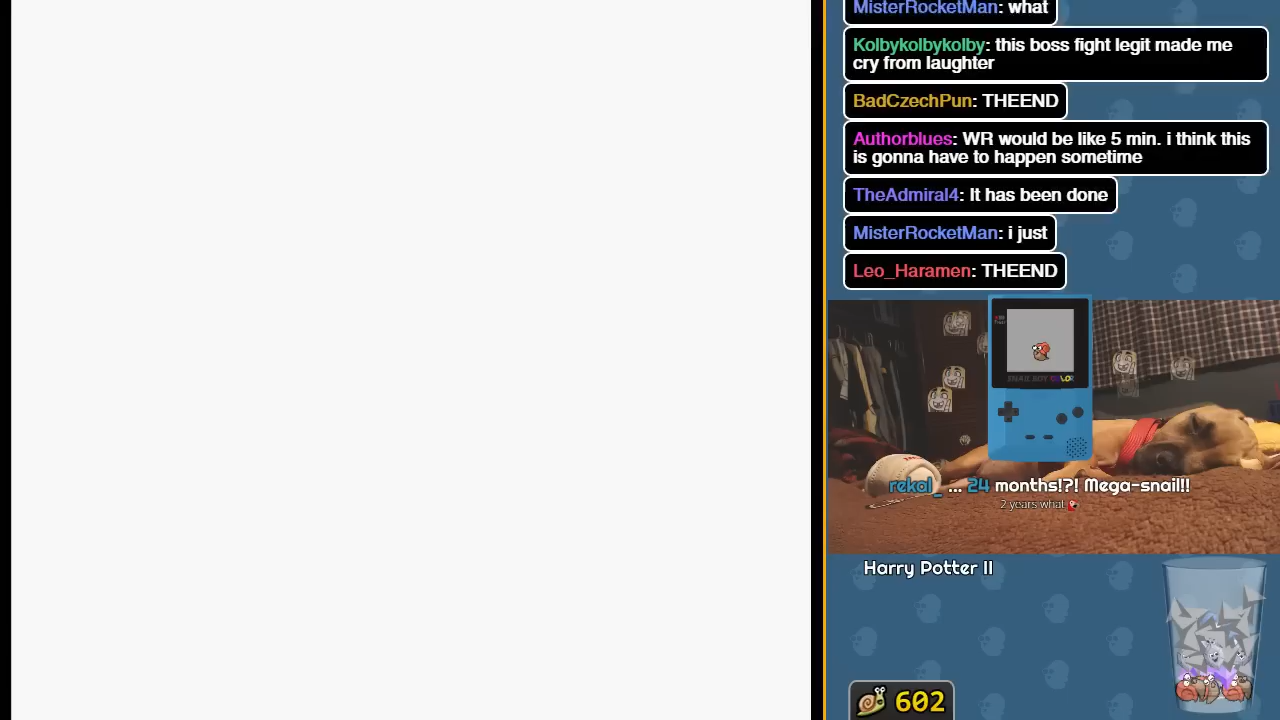 MisterRocketMan: what
Kolbykolbykolby: this boss fight legit made me
cry from laughter
BadCzechPun: THEEND
Authorblues: WR would be like 5 min. i think this
is gonna have to happen sometime
TheAdmiral4: It has been done
MisterRocketMan: i just
Leo_Haramen: THEEND
rekol_ ... 24 months!?! Mega-snail!!
2 years what
Harry Potter II
602